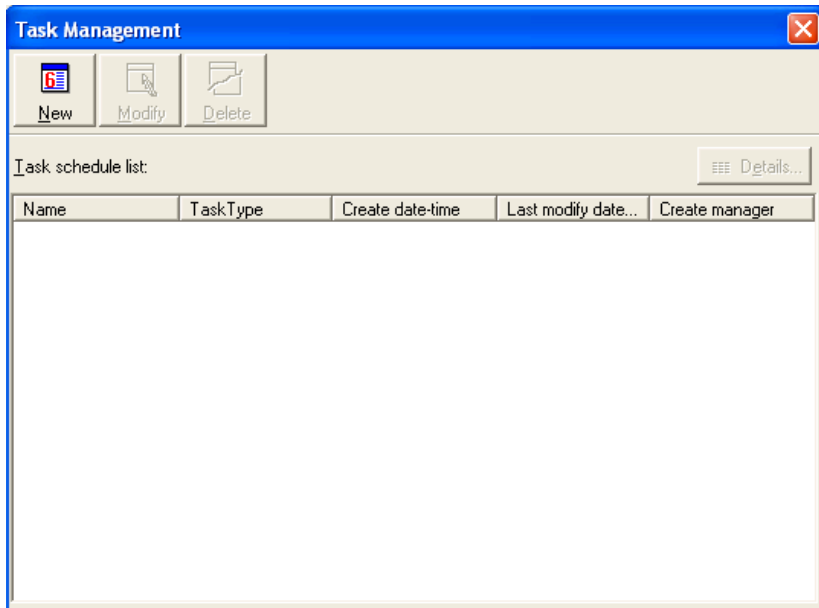 Task Management
6
New Modify Delete
Task schedule list: Details...
Name TaskType Create date-time Last modify date... Create manager